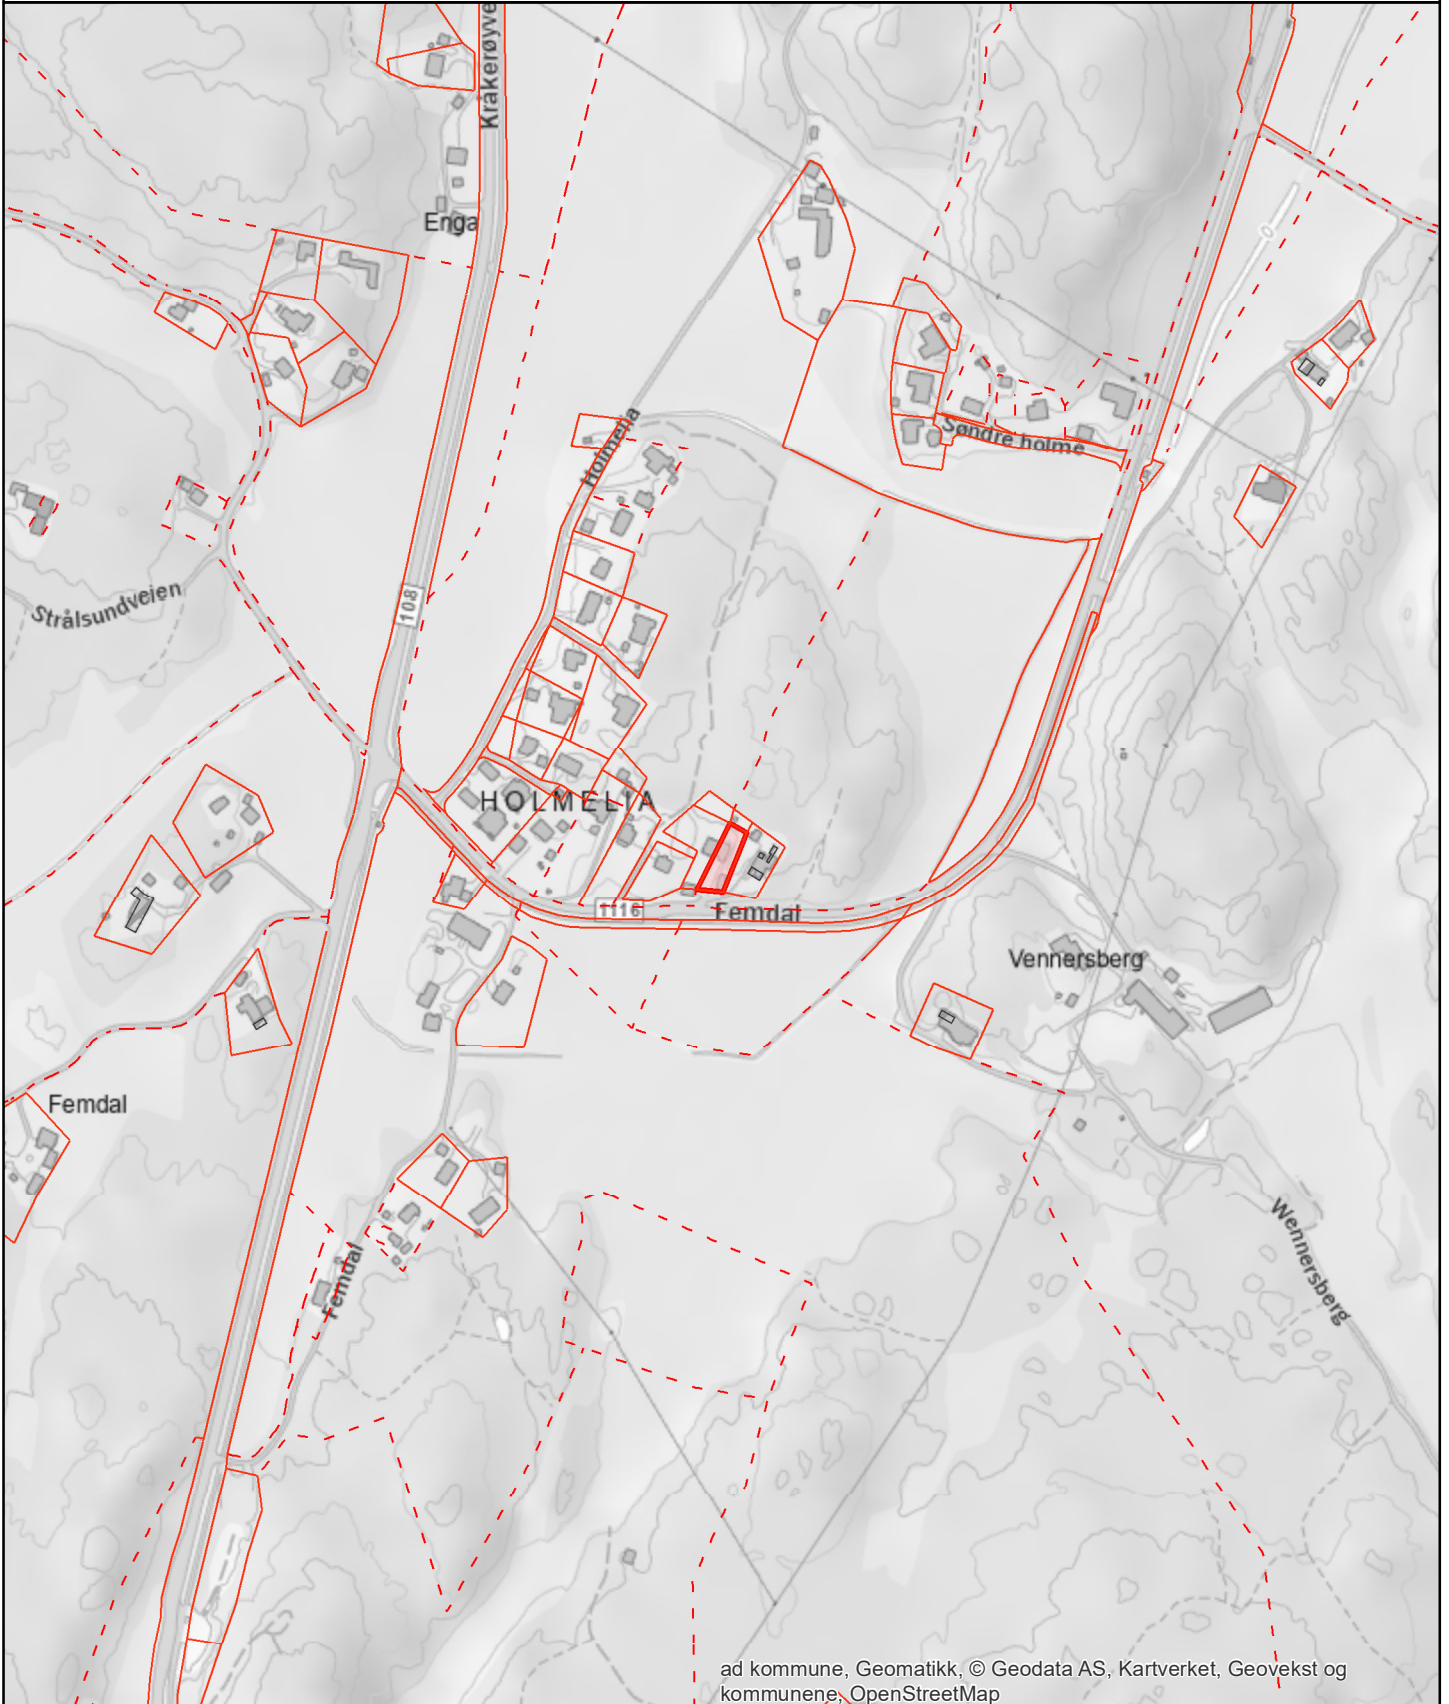 Kråkerøyve
Enga
Holmelia
Søndre holme
Strålsundveien
108
HOLMELIA
1116
Femdal
Vennersberg
Femdal
Wennersberg
Femdal
ad kommune, Geomatikk, © Geodata AS, Kartverket, Geovekst og
kommunene, OpenStreetMap